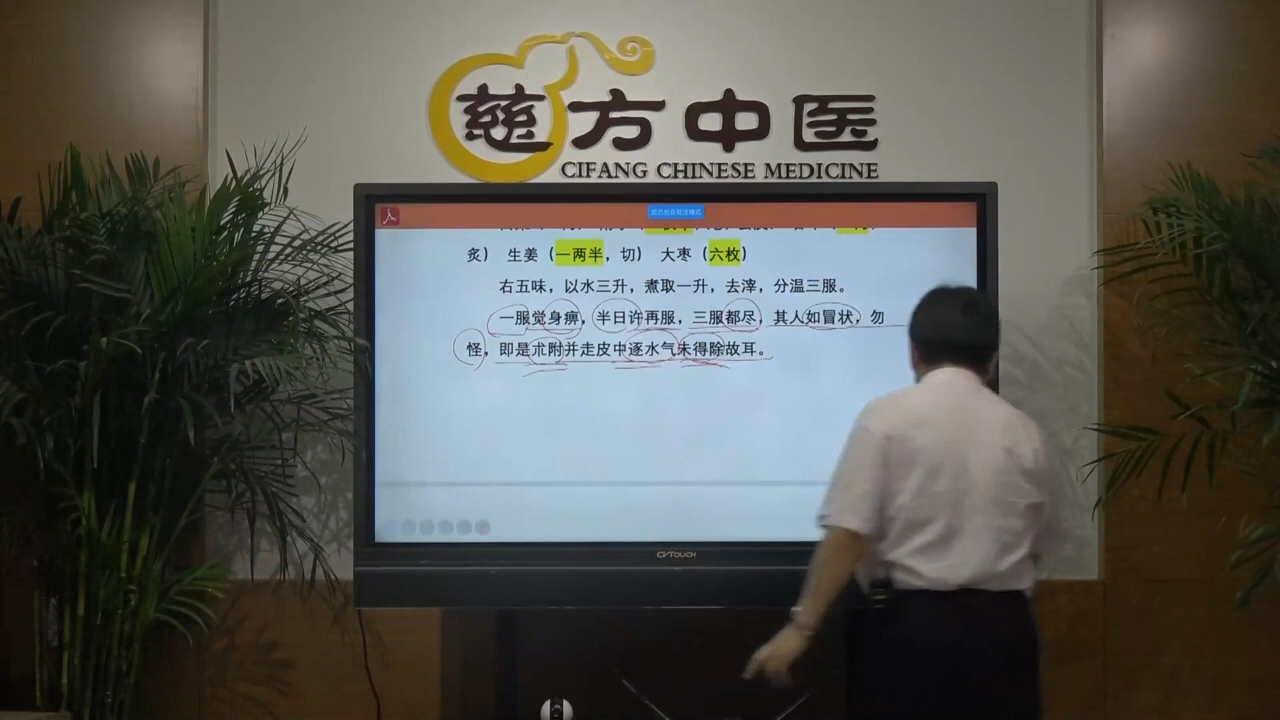 慈方中医
CIFANG CHINESE MEDICINE
炙） 生姜（一两半，切） 大枣（六枚）
右五味，以水三升，煮取一升，去滓，分温三服。
一服觉身痹，半日许再服，三服都尽，其人如冒状，勿
怪，即是朮附并走皮中逐水气未得除故耳。
CVTOUCH